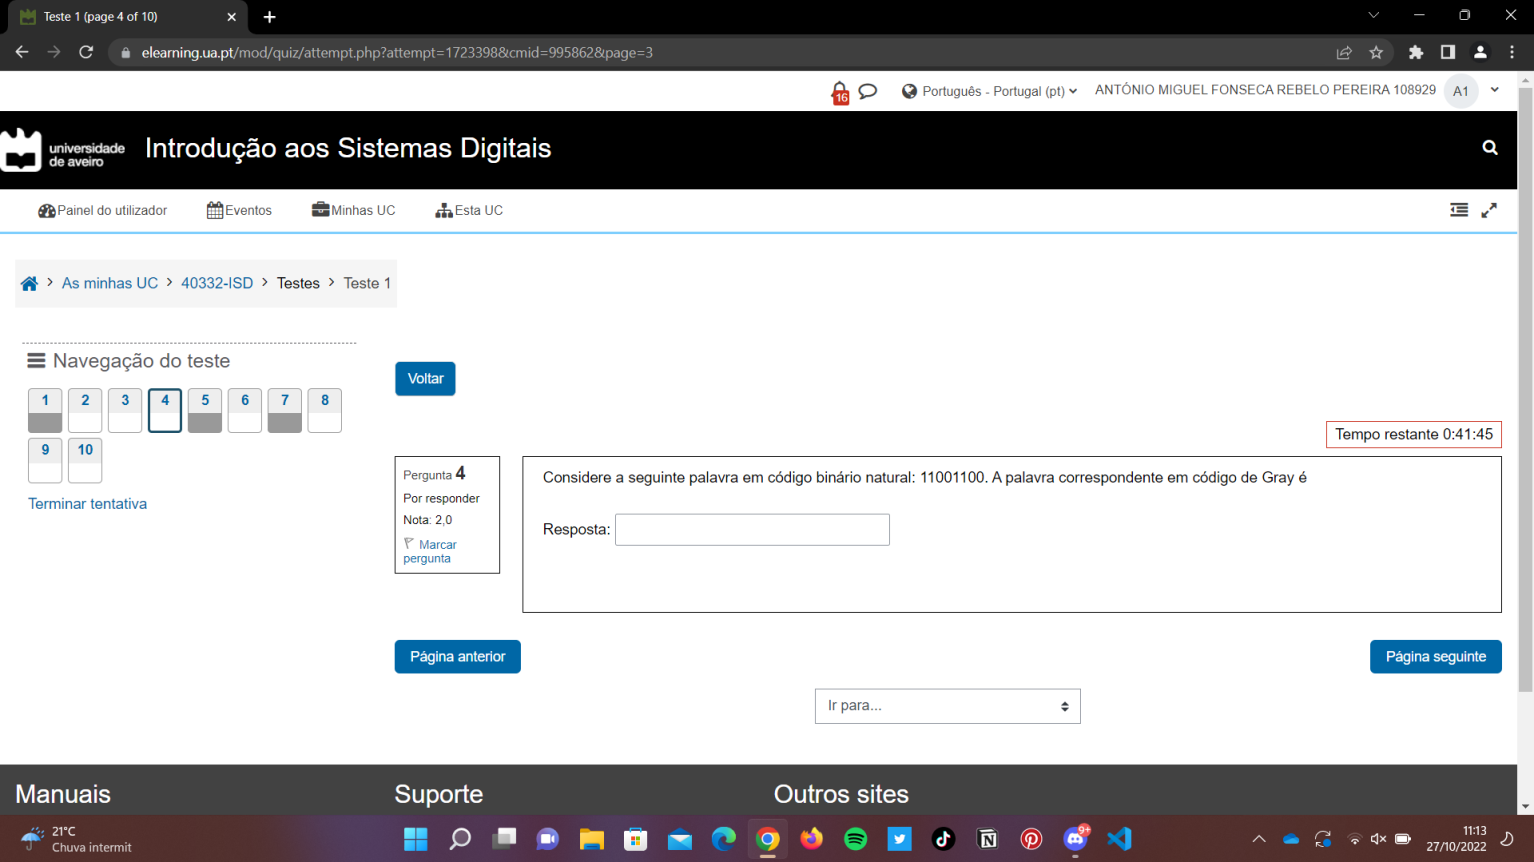 Teste 1 (page 4 of 10)
elearning.ua.pt/mod/quiz/attempt.php?attempt=1723398&cmid=995862&page=3
16
Português - Portugal (pt)
ANTÓNIO MIGUEL FONSECA REBELO PEREIRA 108929
A1
universidade
de aveiro
Introdução aos Sistemas Digitais
Painel do utilizador
Eventos
Minhas UC
Esta UC
As minhas UC
40332-ISD
Testes
Teste 1
Navegação do teste
1 2 3 4 5 6 7 8
9 10
Terminar tentativa
Voltar
Tempo restante 0:41:45
Pergunta 4
Por responder
Nota: 2,0
Marcar
pergunta
Considere a seguinte palavra em código binário natural: 11001100. A palavra correspondente em código de Gray é
Resposta:
Página anterior
Página seguinte
Ir para...
Manuais
Suporte
Outros sites
21°C
Chuva intermit
9+
11:13
27/10/2022